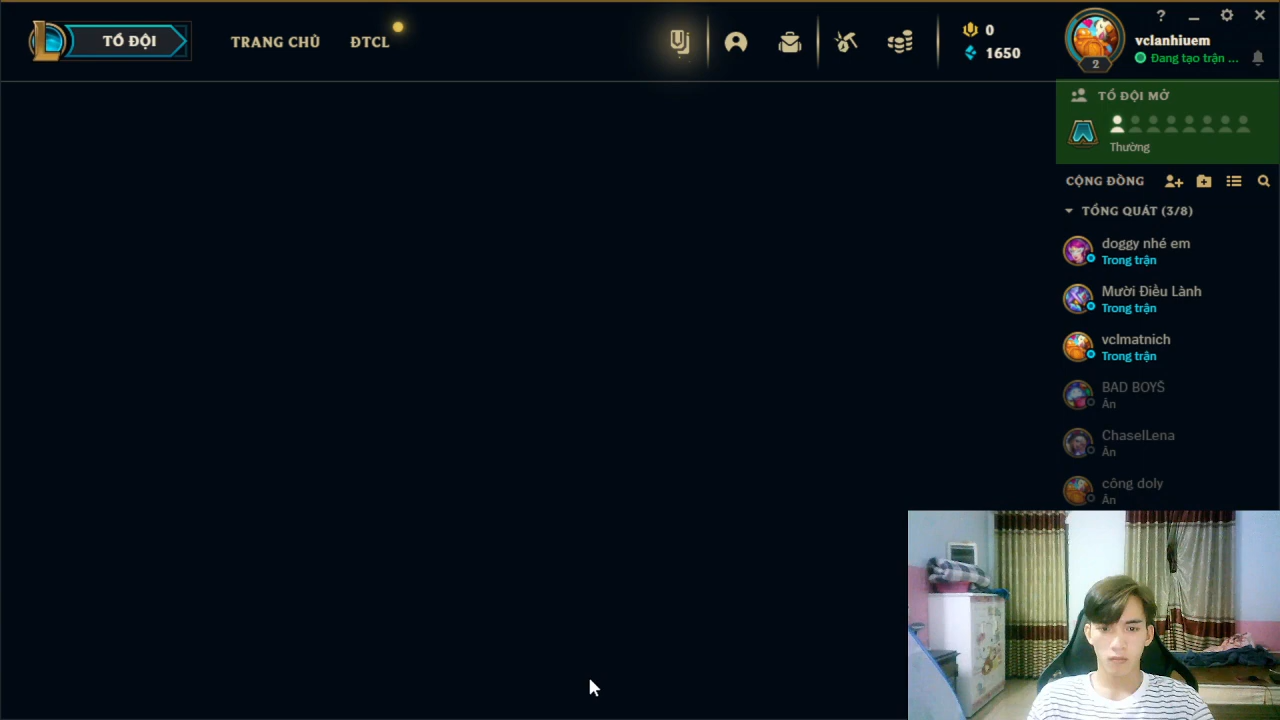 TỔ ĐỘI
TRANG CHỦ
ĐTCL
0
1650
?
vclanhiuem
2
Đang tạo trận ...
TỔ ĐỘI MỞ
Thường
CỘNG ĐỒNG
TỔNG QUÁT (3/8)
doggy nhé em
Trong trận
Mười Điều Lành
Trong trận
vclmatnich
Trong trận
BAD BOYŠ
Ẩn
ChaselLena
Ẩn
công doly
Ẩn